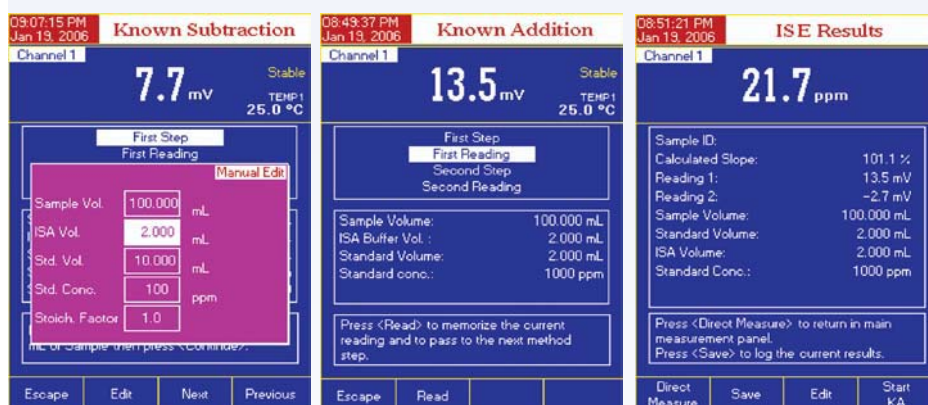 09:07:15 PM
Jan 19, 2006
Known Subtraction
Channel 1
7.7 mV
Stable
TEMP1
25.0 °C
First Step
First Reading
Manual Edit
Sample Vol. 100.000 mL
ISA Vol. 2.000 mL
Std. Vol. 10.000 mL
Std. Conc. 100 ppm
Stoich. Factor 1.0
mL of Sample then press <Continue>.
Escape Edit Next Previous
08:49:37 PM
Jan 19, 2006
Known Addition
Channel 1
13.5 mV
Stable
TEMP1
25.0 °C
First Step
First Reading
Second Step
Second Reading
Sample Volume: 100.000 mL
ISA Buffer Vol. : 2.000 mL
Standard Volume: 2.000 mL
Standard conc.: 1000 ppm
Press <Read> to memorize the current
reading and to pass to the next method
step.
Escape Read
08:51:21 PM
Jan 19, 2006
ISE Results
Channel 1
21.7 ppm
Sample ID:
Calculated Slope: 101.1 %
Reading 1: 13.5 mV
Reading 2: -2.7 mV
Sample Volume: 100.000 mL
Standard Volume: 2.000 mL
ISA Volume: 2.000 mL
Standard Conc.: 1000 ppm
Press <Direct Measure> to return in main
measurement panel.
Press <Save> to log the current results.
Direct Measure Save Edit Start KA